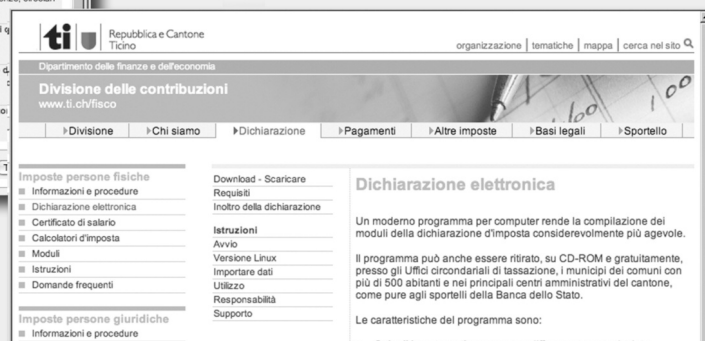 ti
Repubblica e Cantone
Ticino
organizzazione | tematiche | mappa | cerca nel sito
Dipartimento delle finanze e dell'economia
Divisione delle contribuzioni
www.ti.ch/fisco
Divisione
Chi siamo
Dichiarazione
Pagamenti
Altre imposte
Basi legali
Sportello
Imposte persone fisiche
Informazioni e procedure
Dichiarazione elettronica
Certificato di salario
Calcolatori d'imposta
Moduli
Istruzioni
Domande frequenti
Imposte persone giuridiche
Informazioni e procedure
Download - Scaricare
Requisiti
Inoltro della dichiarazione
Istruzioni
Avvio
Versione Linux
Importare dati
Utilizzo
Responsabilità
Supporto
Dichiarazione elettronica
Un moderno programma per computer rende la compilazione dei
moduli della dichiarazione d'imposta considerevolmente più agevole.
Il programma può anche essere ritirato, su CD-ROM e gratuitamente,
presso gli Uffici circondariali di tassazione, i municipi dei comuni con
più di 500 abitanti e nei principali centri amministrativi del cantone,
come pure agli sportelli della Banca dello Stato.
Le caratteristiche del programma sono: